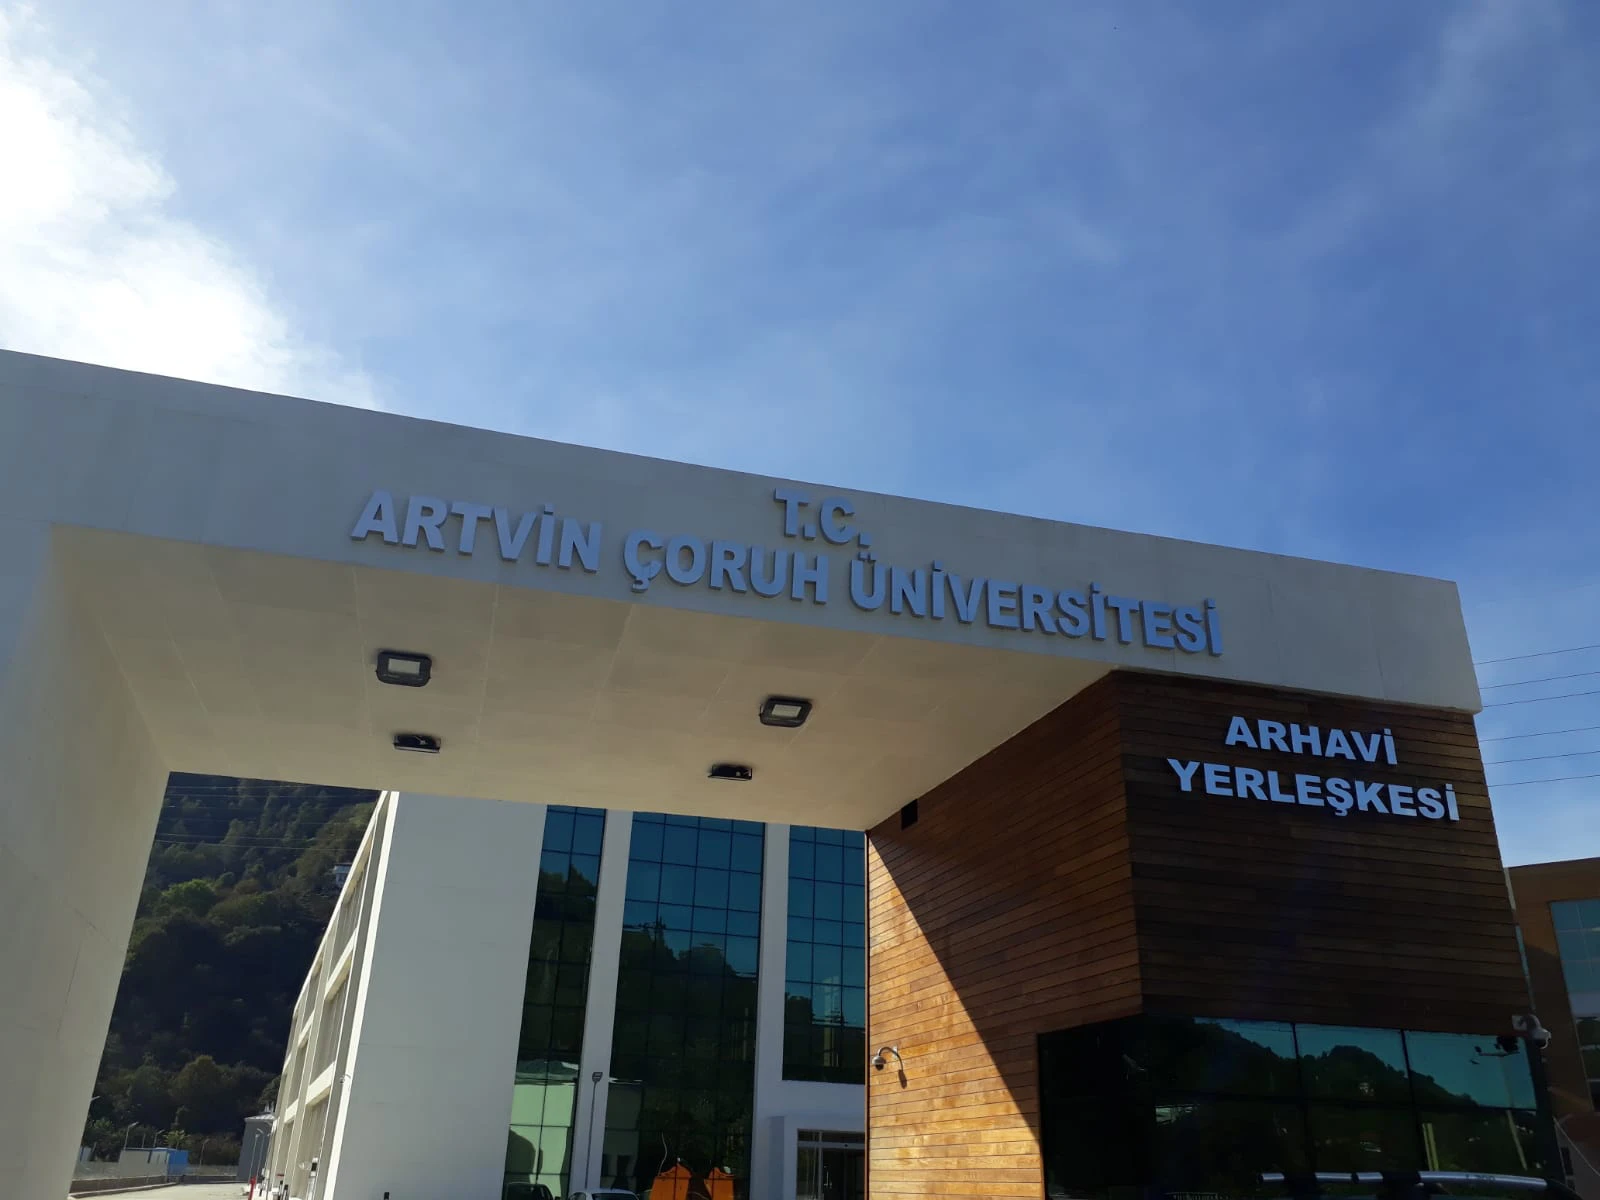 T.C.
ARTVİN ÇORUH ÜNİVERSİTESİ
ARHAVİ
YERLEŞKESİ